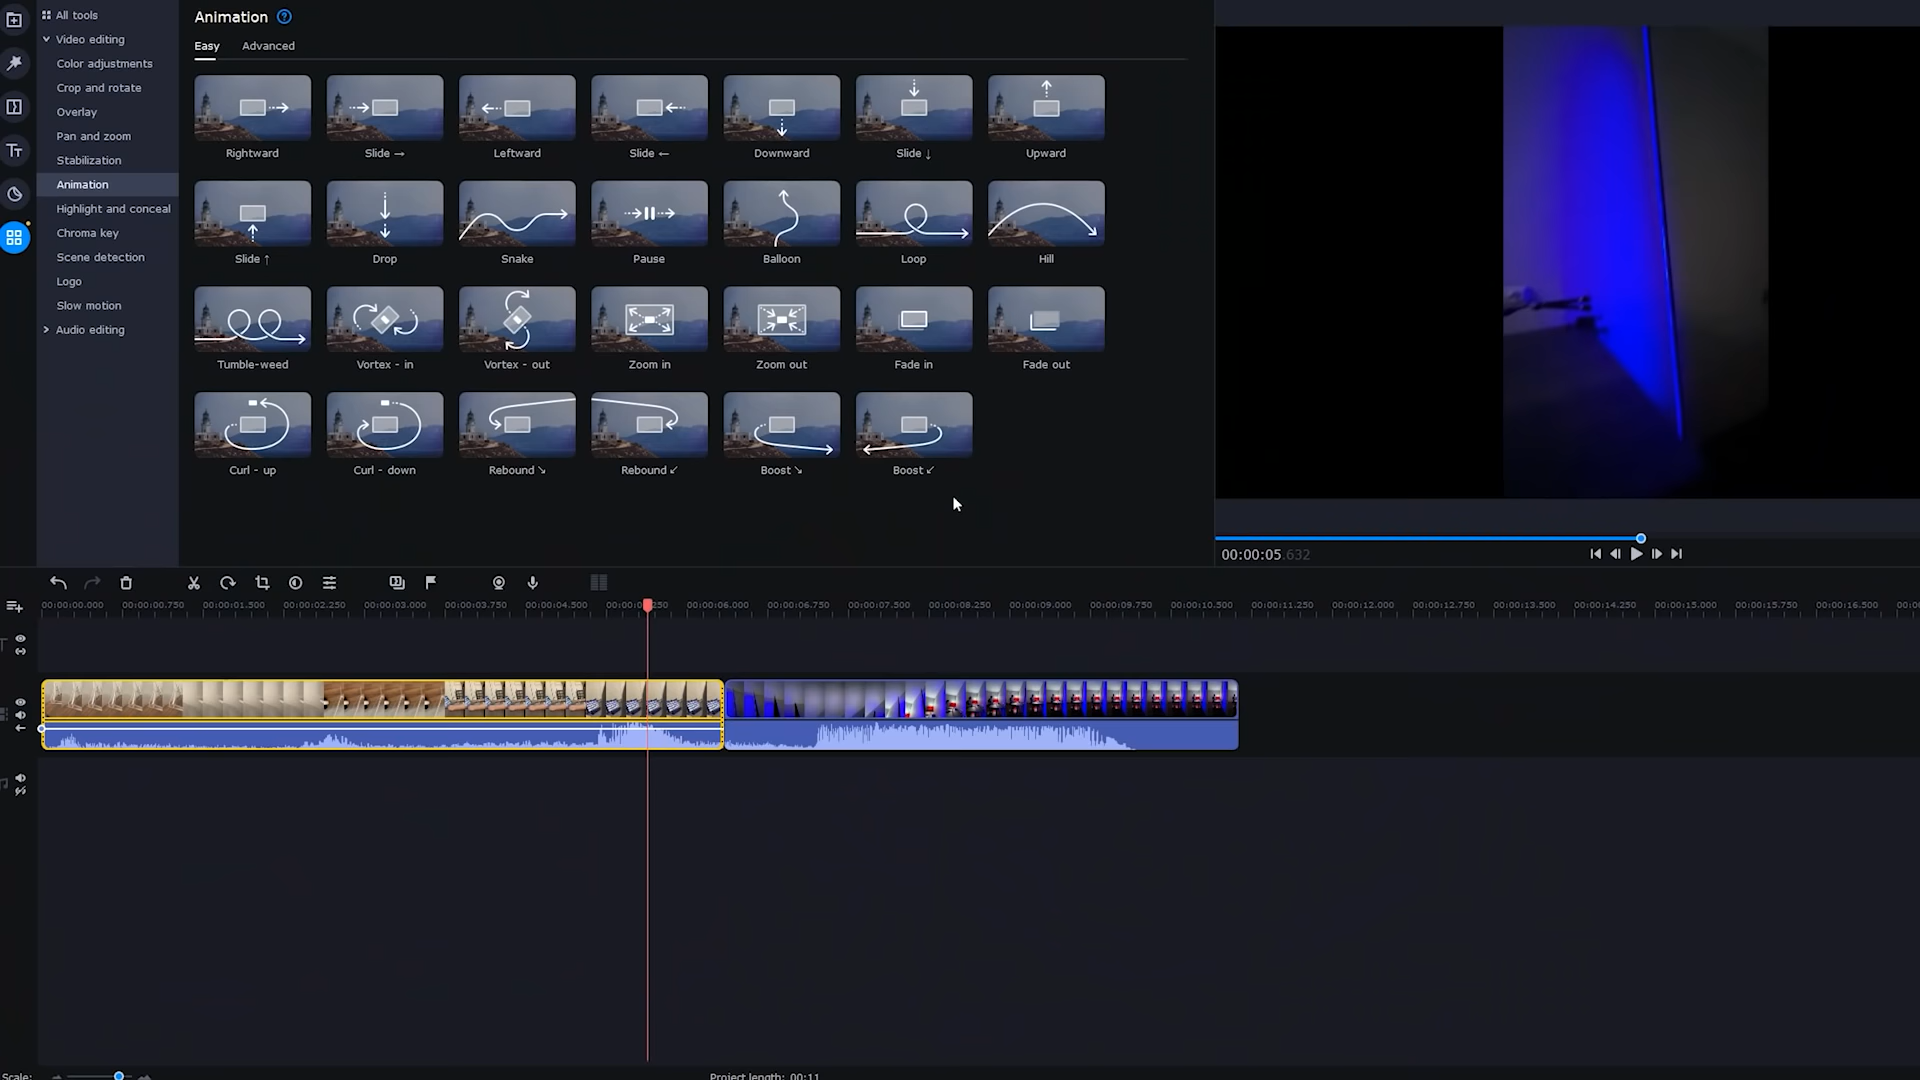 All tools
Video editing
Color adjustments
Crop and rotate
Overlay
Pan and zoom
Stabilization
Animation
Highlight and conceal
Chroma key
Scene detection
Logo
Slow motion
Audio editing
Animation ?
Easy Advanced
Rightward Slide → Leftward Slide ← Downward Slide ↓ Upward
Slide ↑ Drop Snake Pause Balloon Loop Hill
Tumble-weed Vortex - in Vortex - out Zoom in Zoom out Fade in Fade out
Curl - up Curl - down Rebound ↘ Rebound ↙ Boost ↘ Boost ↙
00:00:05.632
00:00:00.000 00:00:00.750 00:00:01.500 00:00:02.250 00:00:03.000 00:00:03.750 00:00:04.500 00:00:06.000 00:00:06.750 00:00:07.500 00:00:08.250 00:00:09.000 00:00:09.750 00:00:10.500 00:00:11.250 00:00:12.000 00:00:12.750 00:00:13.500 00:00:14.250 00:00:15.000 00:00:15.750 00:00:16.500
Scale: Project length: 00:11